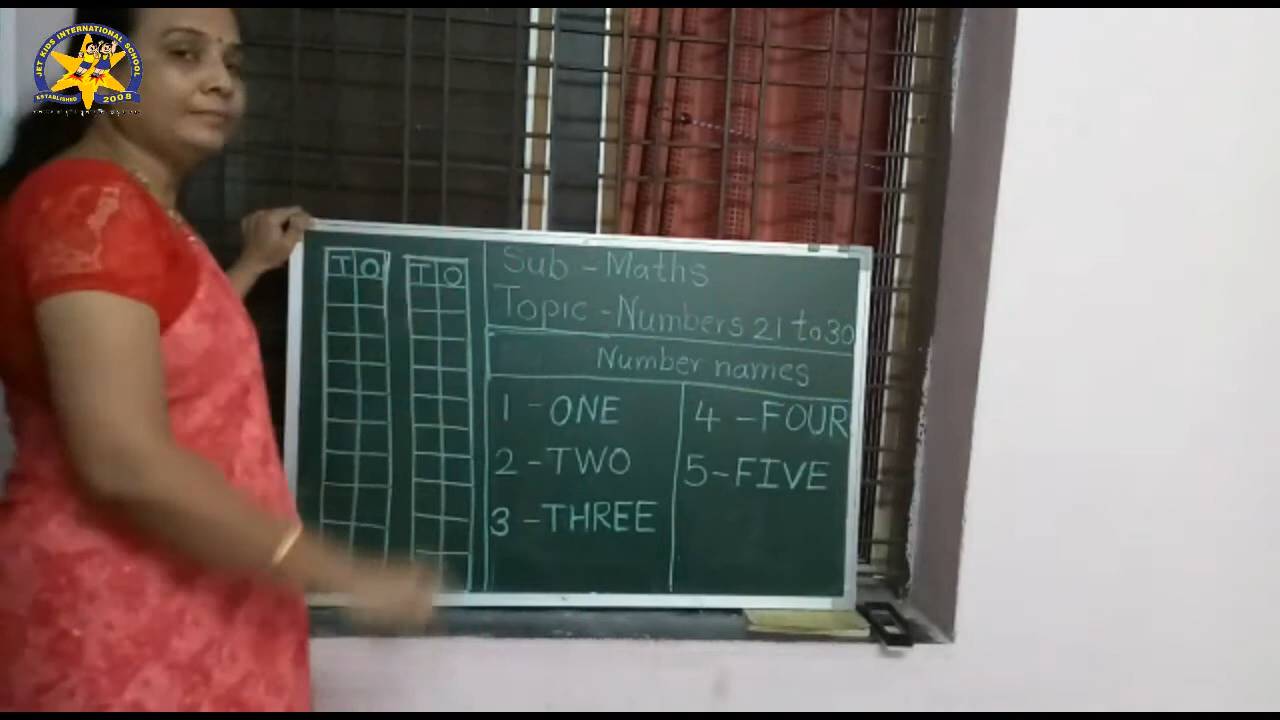 JET KIDS INTERNATIONAL SCHOOL
ESTABLISHED 2008
T O
T O
Sub - Maths
Topic - Numbers 21 to 30
Number names
1 - ONE
2 - TWO
3 - THREE
4 - FOUR
5 - FIVE